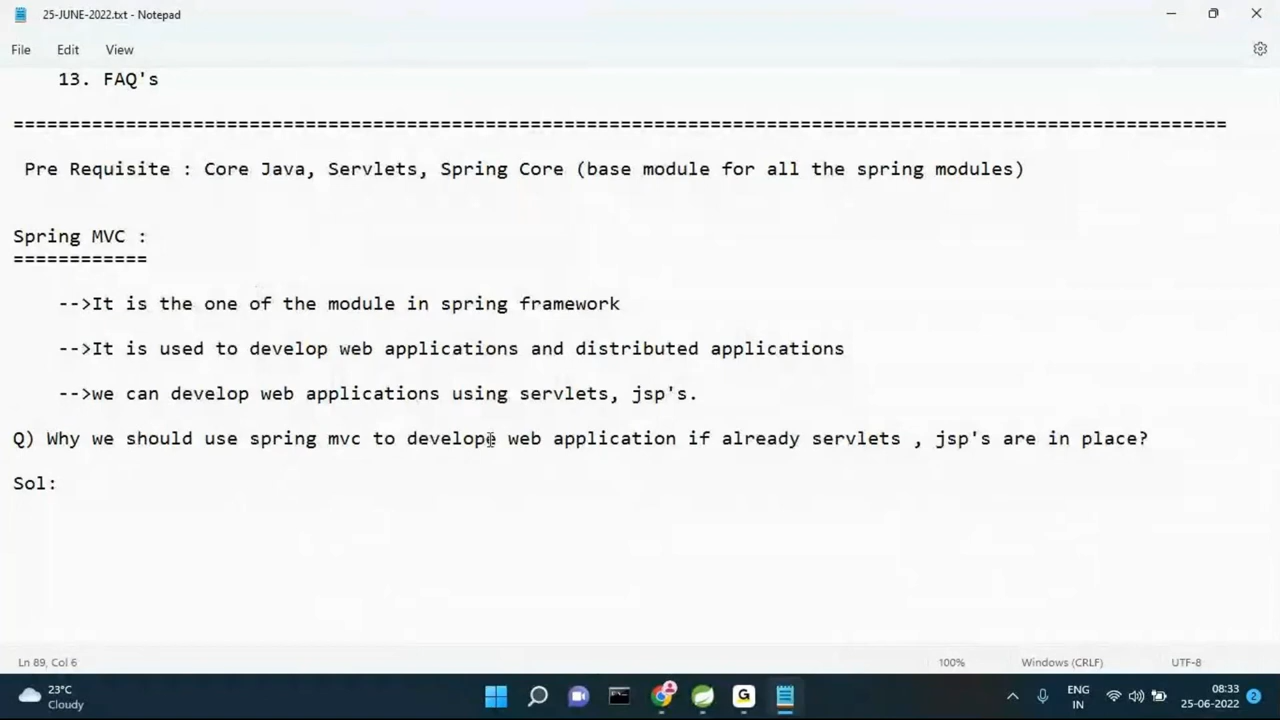 25-JUNE-2022.txt - Notepad
File Edit View
13. FAQ's
============================================================================================================
Pre Requisite : Core Java, Servlets, Spring Core (base module for all the spring modules)
Spring MVC :
============
-->It is the one of the module in spring framework
-->It is used to develop web applications and distributed applications
-->we can develop web applications using servlets, jsp's.
Q) Why we should use spring mvc to develope web application if already servlets , jsp's are in place?
Sol:
Ln 89, Col 6 100% Windows (CRLF) UTF-8
23°C
Cloudy
ENG
IN
08:33
25-06-2022
2